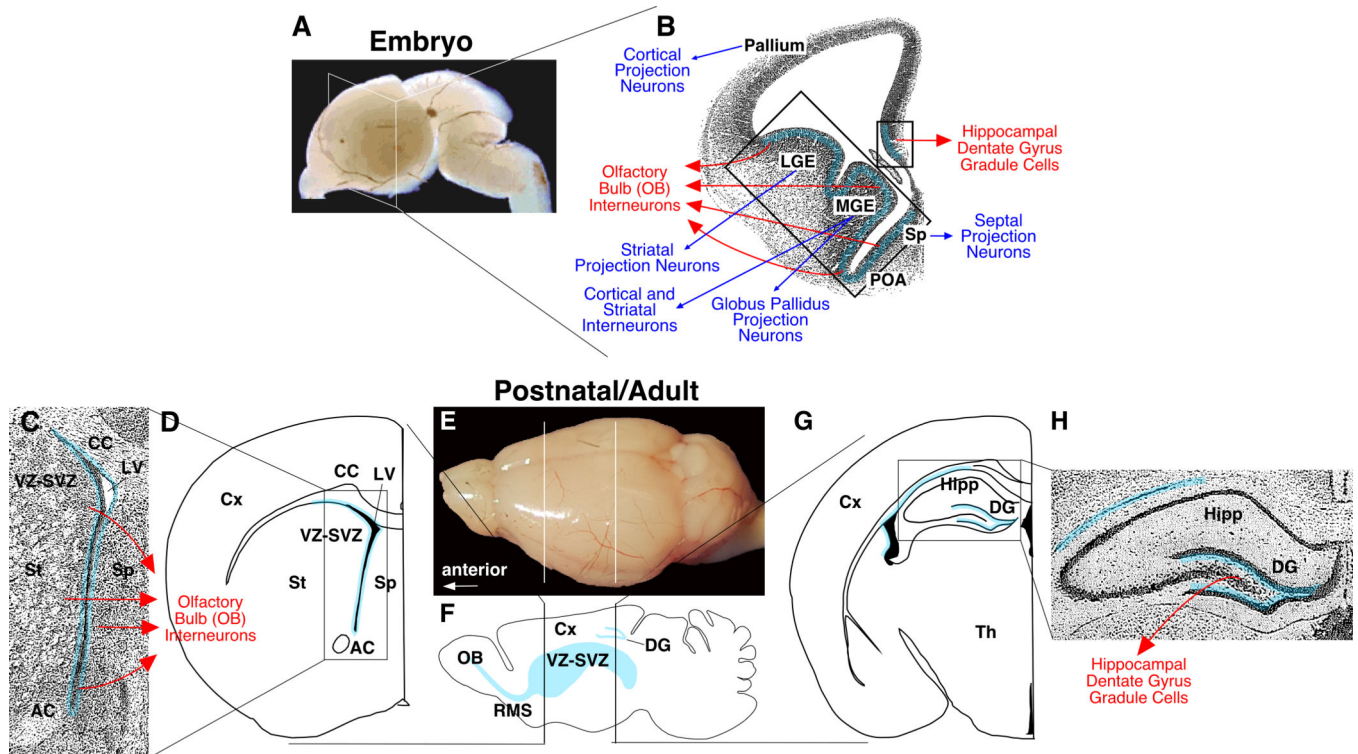 A
Embryo
B
Pallium
Cortical
Projection
Neurons
Hippocampal
Dentate Gyrus
Gradule Cells
LGE
Olfactory
Bulb (OB)
Interneurons
MGE
Sp
Septal
Projection
Neurons
Striatal
Projection Neurons
POA
Cortical and
Striatal
Interneurons
Globus Pallidus
Projection
Neurons
Postnatal/Adult
C
CC
LV
VZ-SVZ
St
Sp
AC
Olfactory
Bulb (OB)
Interneurons
D
CC
LV
Cx
VZ-SVZ
St
Sp
AC
E
anterior
F
Cx
OB
VZ-SVZ
DG
RMS
G
Cx
Hipp
DG
Th
H
Hipp
DG
Hippocampal
Dentate Gyrus
Gradule Cells